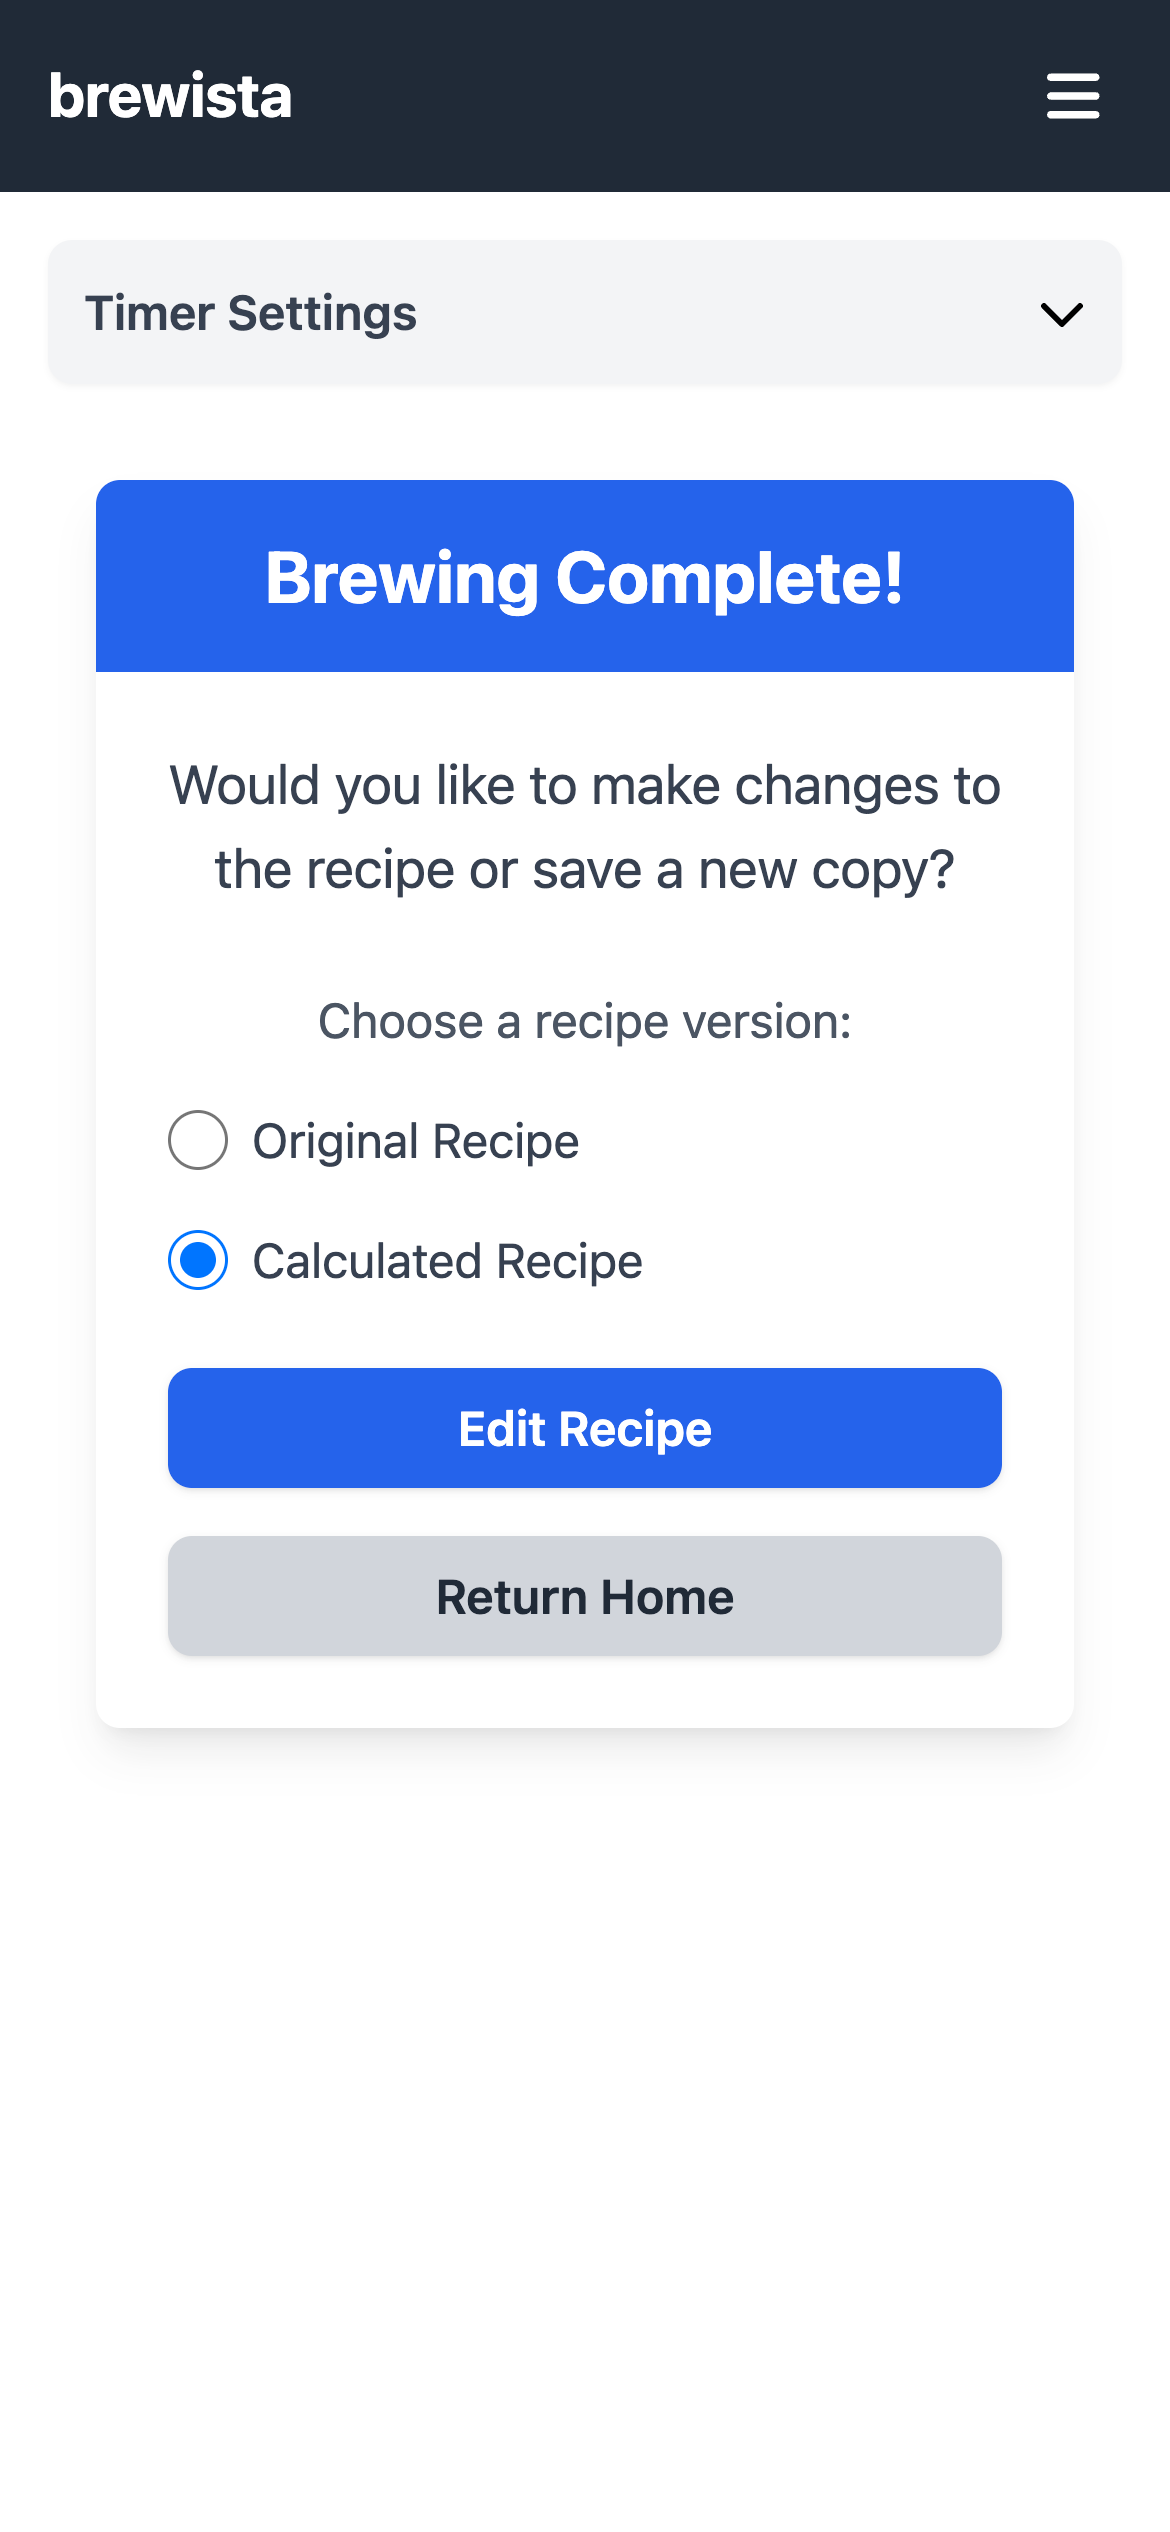 brewista
Timer Settings
Brewing Complete!
Would you like to make changes to
the recipe or save a new copy?
Choose a recipe version:
Original Recipe
Calculated Recipe
Edit Recipe
Return Home